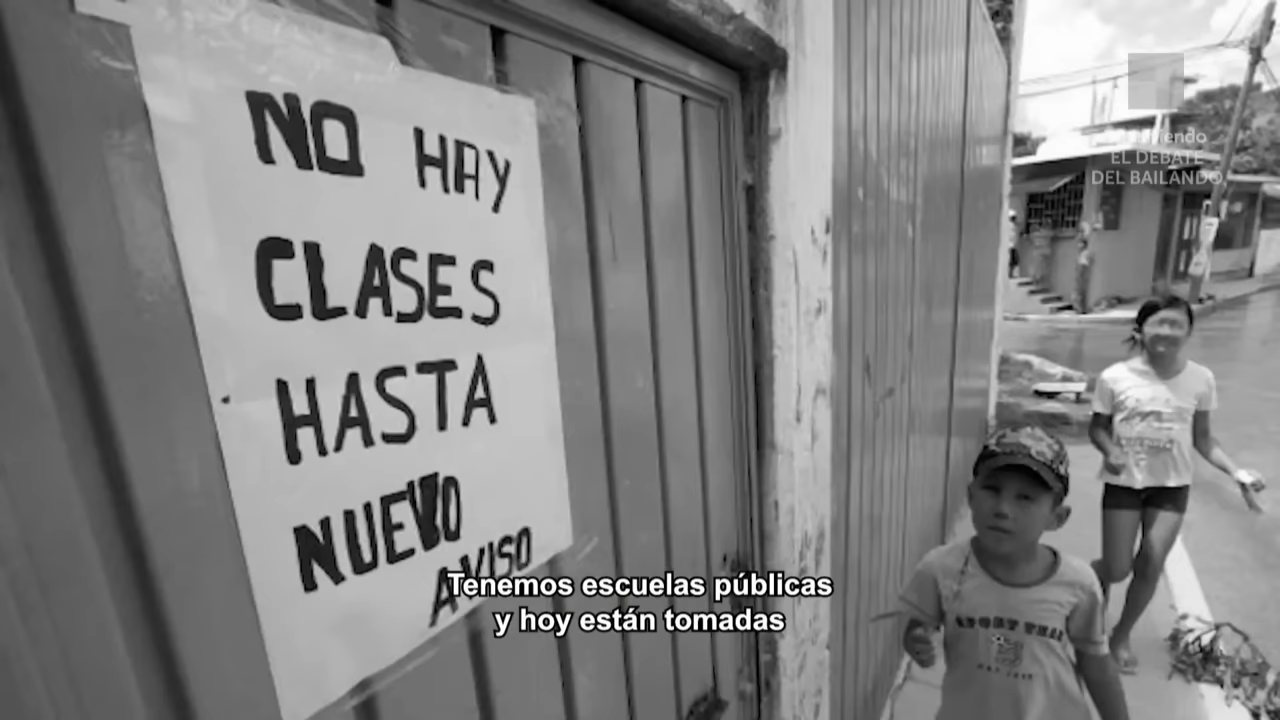 NO HAY
CLASES
HASTA
NUEVO
AVISO
EL DEBATE
DEL BAILANDO
Tenemos escuelas públicas
y hoy están tomadas